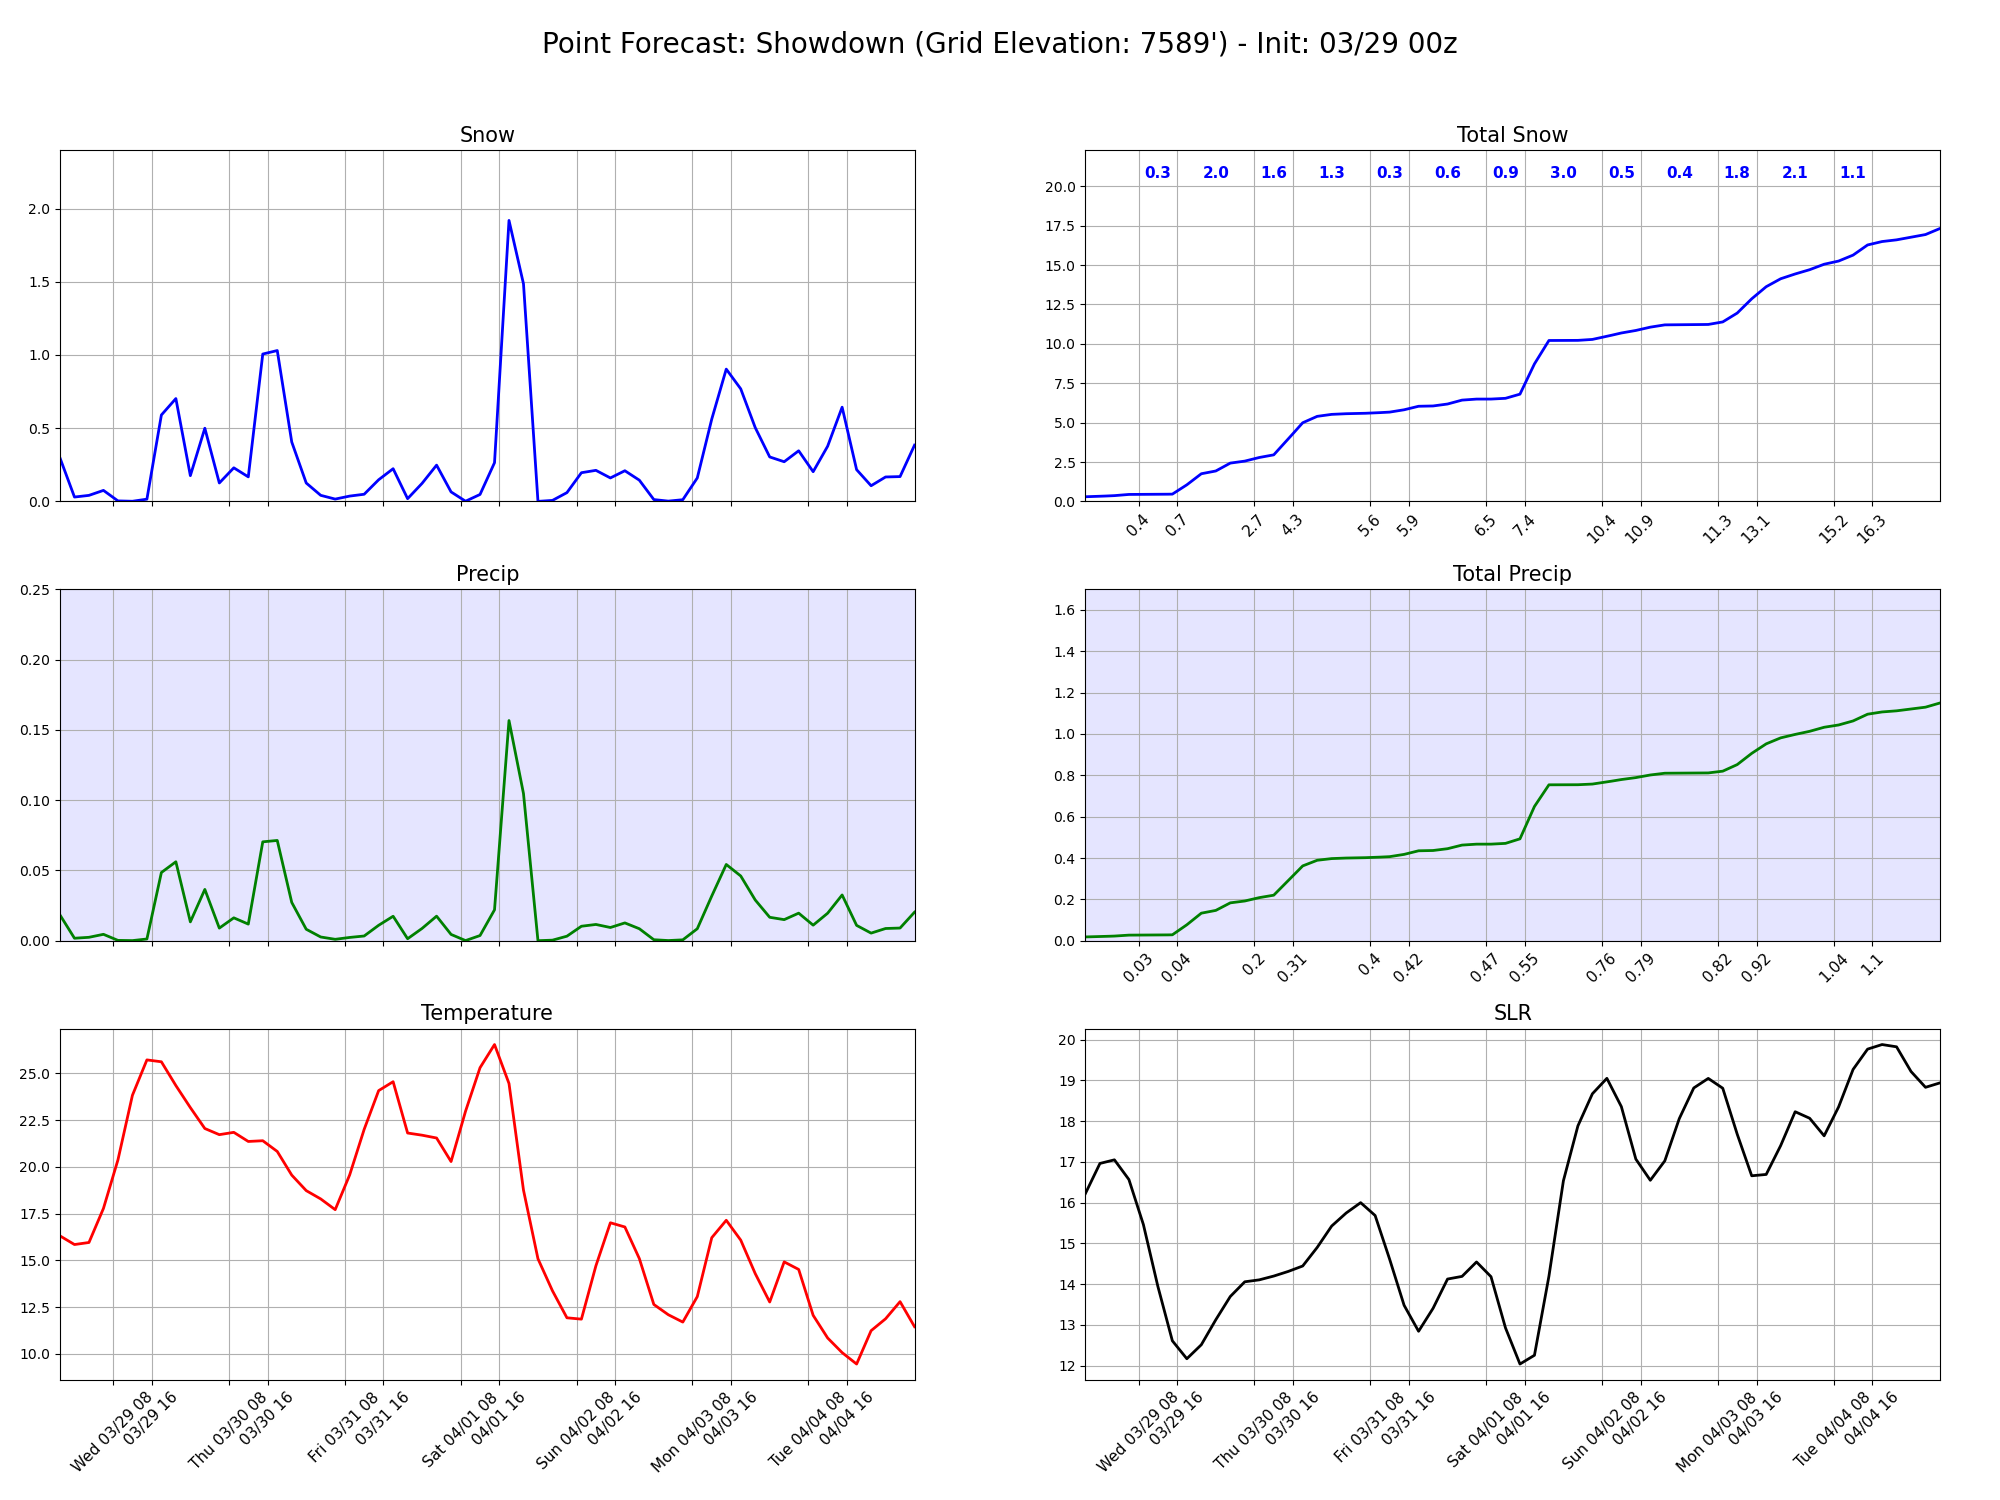 Point Forecast: Showdown (Grid Elevation: 7589') - Init: 03/29 00z
Snow
2.0
1.5
1.0
0.5
0.0
Total Snow
0.3 2.0 1.6 1.3 0.3 0.6 0.9 3.0 0.5 0.4 1.8 2.1 1.1
20.0
17.5
15.0
12.5
10.0
7.5
5.0
2.5
0.0
0.4 0.7 2.7 4.3 5.6 5.9 6.5 7.4 10.4 10.9 11.3 13.1 15.2 16.3
Precip
0.25
0.20
0.15
0.10
0.05
0.00
Total Precip
1.6
1.4
1.2
1.0
0.8
0.6
0.4
0.2
0.0
0.03 0.04 0.2 0.31 0.4 0.42 0.47 0.55 0.76 0.79 0.82 0.92 1.04 1.1
Temperature
25.0
22.5
20.0
17.5
15.0
12.5
10.0
Wed 03/29 08
03/29 16
Thu 03/30 08
03/30 16
Fri 03/31 08
03/31 16
Sat 04/01 08
04/01 16
Sun 04/02 08
04/02 16
Mon 04/03 08
04/03 16
Tue 04/04 08
04/04 16
SLR
20
19
18
17
16
15
14
13
12
Wed 03/29 08
03/29 16
Thu 03/30 08
03/30 16
Fri 03/31 08
03/31 16
Sat 04/01 08
04/01 16
Sun 04/02 08
04/02 16
Mon 04/03 08
04/03 16
Tue 04/04 08
04/04 16